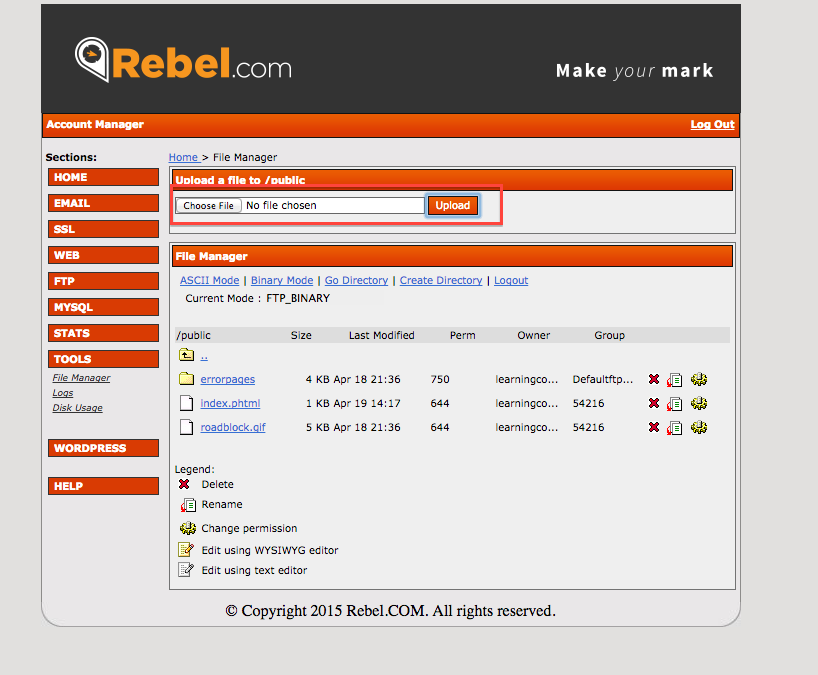 Rebel.com
Make your mark
Account Manager Log Out
Sections:
HOME
EMAIL
SSL
WEB
FTP
MYSQL
STATS
TOOLS
File Manager
Logs
Disk Usage
WORDPRESS
HELP
Home > File Manager
Upload a file to /public
Choose File No file chosen Upload
File Manager
ASCII Mode | Binary Mode | Go Directory | Create Directory | Logout
Current Mode : FTP_BINARY
/public Size Last Modified Perm Owner Group
..
errorpages 4 KB Apr 18 21:36 750 learningco... Defaultftp...
index.phtml 1 KB Apr 19 14:17 644 learningco... 54216
roadblock.gif 5 KB Apr 18 21:36 644 learningco... 54216
Legend:
Delete
Rename
Change permission
Edit using WYSIWYG editor
Edit using text editor
© Copyright 2015 Rebel.COM. All rights reserved.